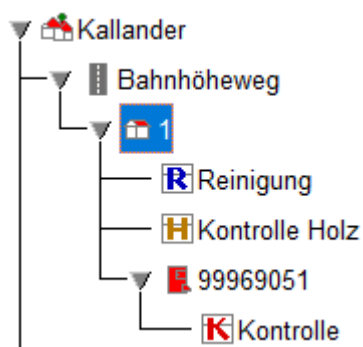 Kallander
Bahnhöheweg
1
R Reinigung
H Kontrolle Holz
99969051
K Kontrolle